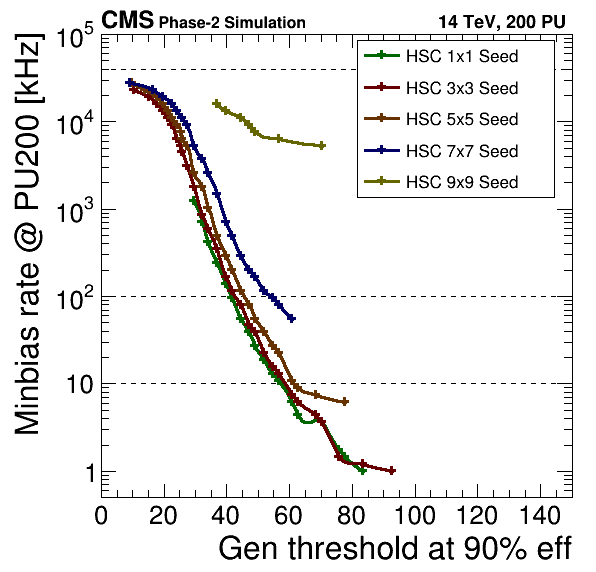 CMS Phase-2 Simulation 14 TeV, 200 PU
Minbias rate @ PU200 [kHz]
10^5
10^4
10^3
10^2
10
1
HSC 1x1 Seed
HSC 3x3 Seed
HSC 5x5 Seed
HSC 7x7 Seed
HSC 9x9 Seed
0 20 40 60 80 100 120 140
Gen threshold at 90% eff